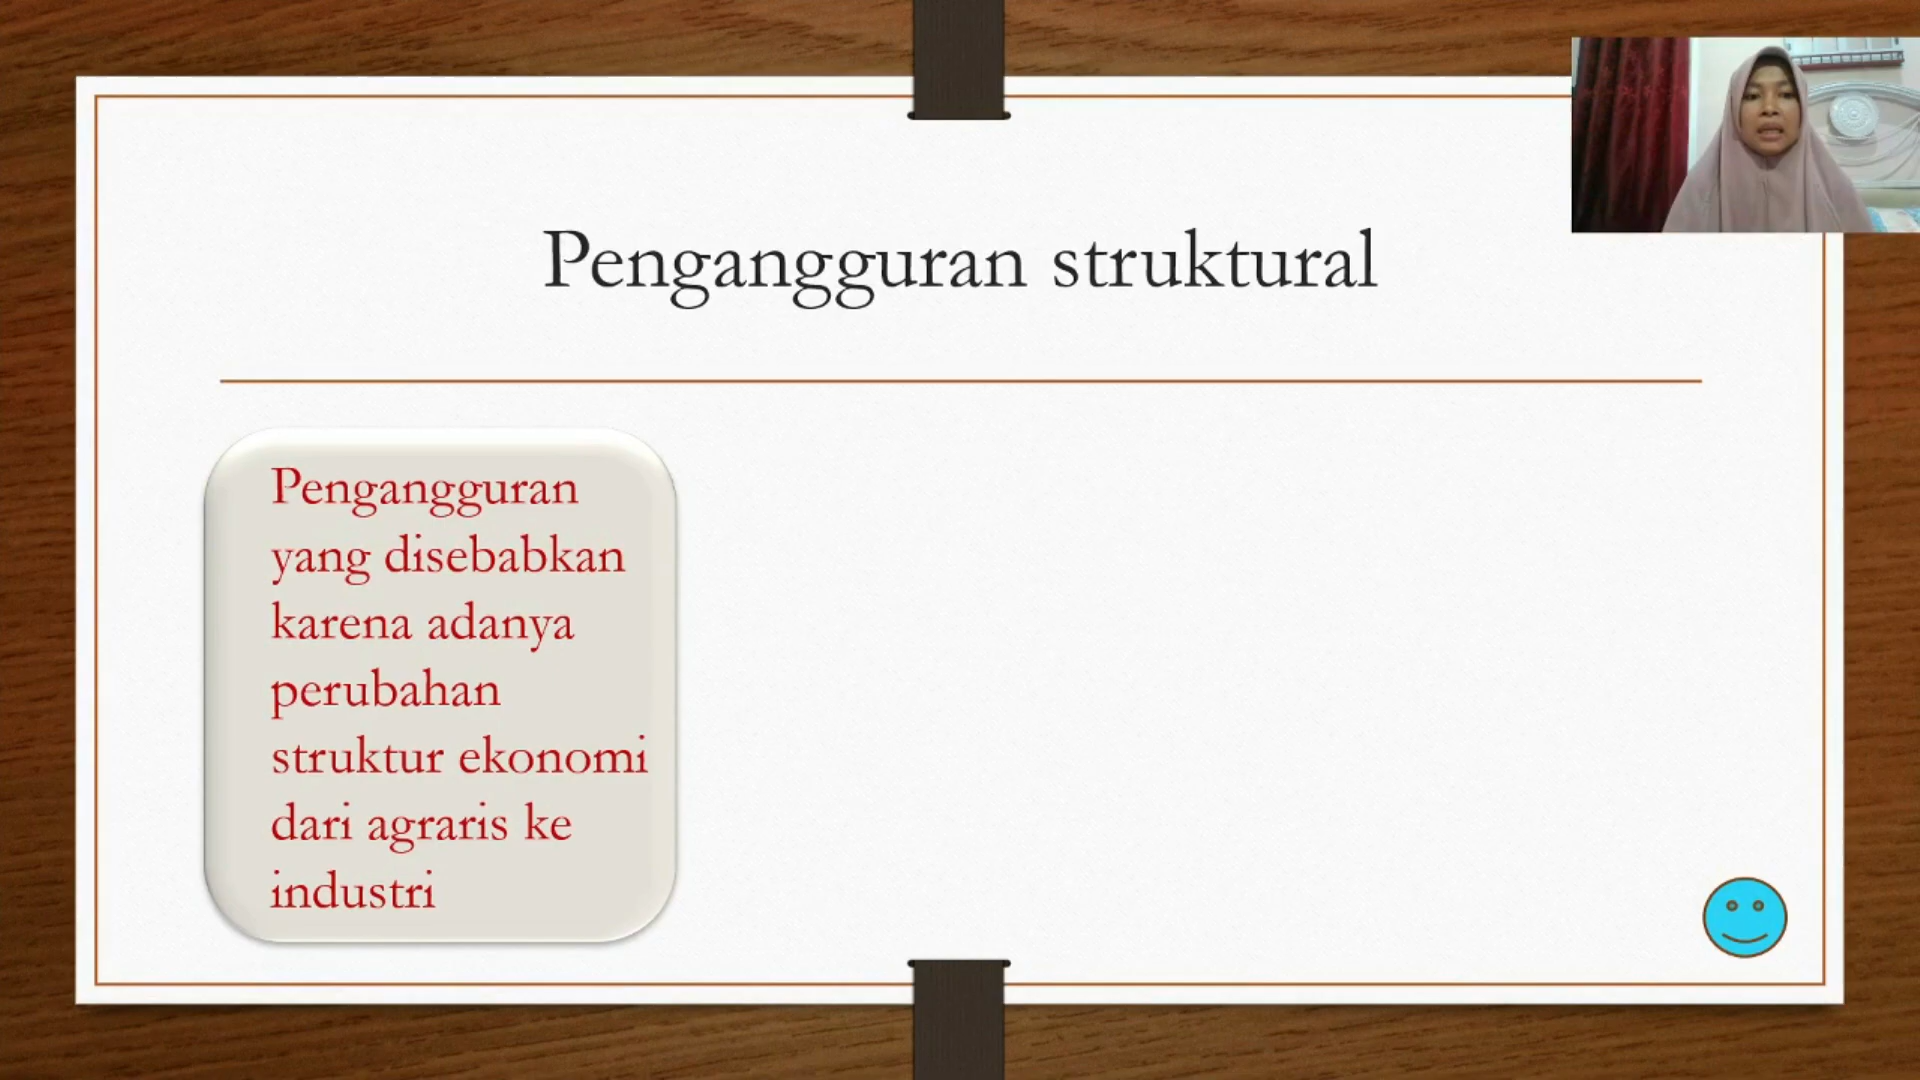 Pengangguran struktural
Pengangguran
yang disebabkan
karena adanya
perubahan
struktur ekonomi
dari agraris ke
industri